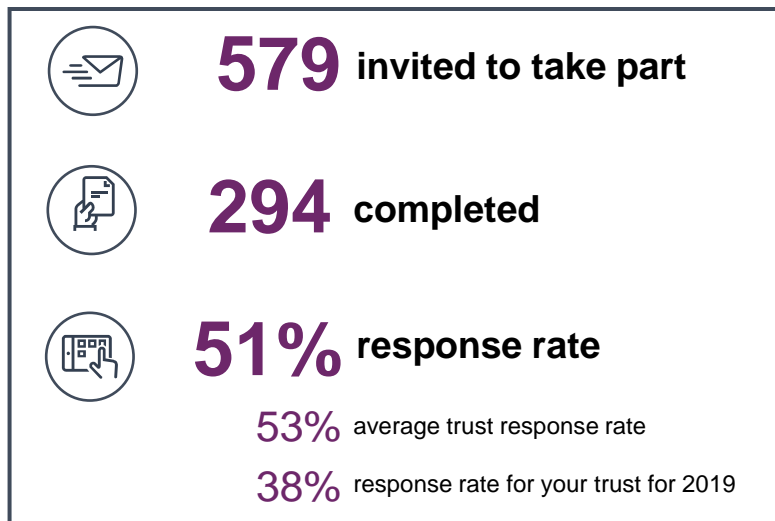 579 invited to take part
294 completed
51% response rate
53% average trust response rate
38% response rate for your trust for 2019